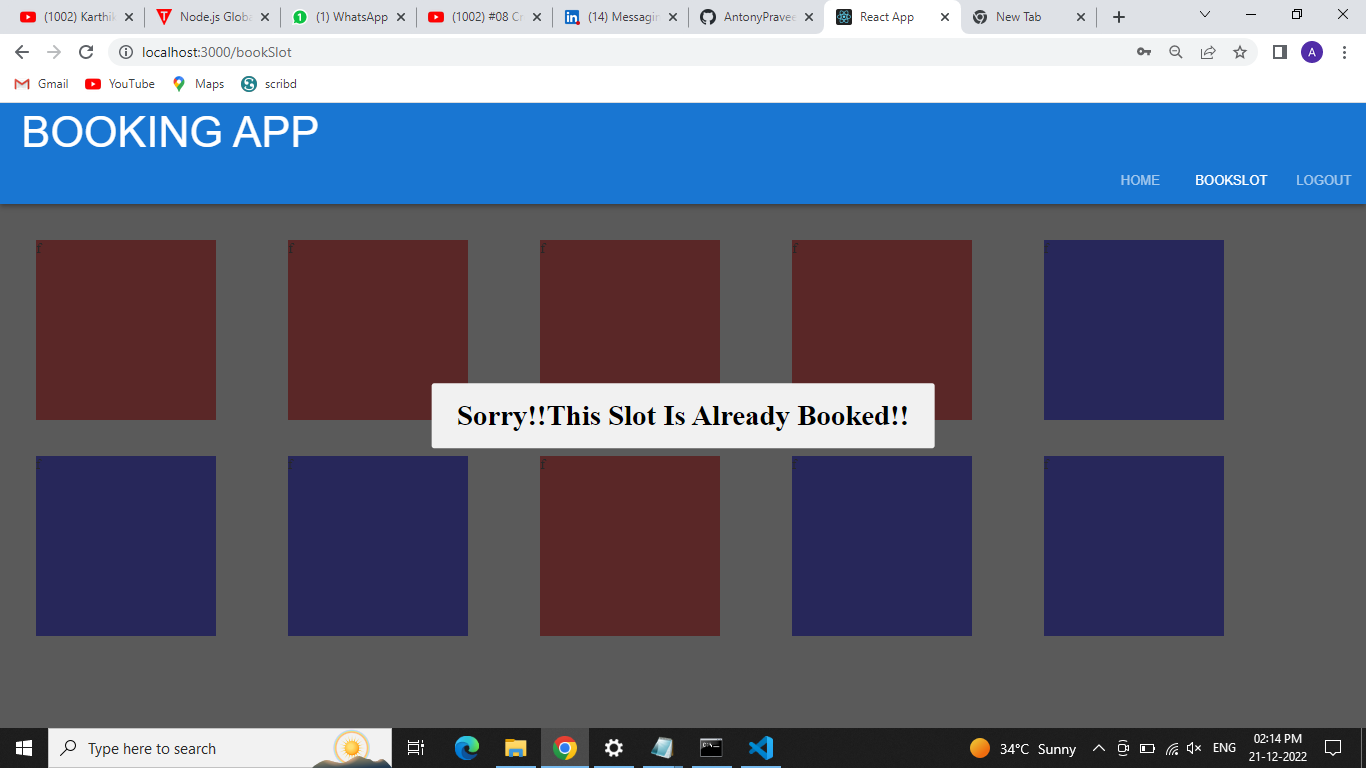 (1002) Karthik
Node.js Globa
(1) WhatsApp
(1002) #08 Cr
(14) Messagin
AntonyPravee
React App
New Tab
localhost:3000/bookSlot
A
Gmail
YouTube
Maps
scribd
BOOKING APP
HOME
BOOKSLOT
LOGOUT
Sorry!!This Slot Is Already Booked!!
Type here to search
34°C Sunny
ENG
02:14 PM
21-12-2022